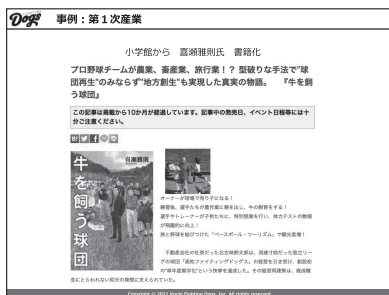 Dogs 事例：第１次産業
小学館から　喜瀬雅則氏　書籍化
プロ野球チームが農業、畜産業、旅行業！？ 型破りな手法で"球
団再生"のみならず"地方創生"も実現した真実の物語。　『牛を飼
う球団』
この記事は掲載から10か月が経過しています。記事中の発売日、イベント日程等には十
分ご注意ください。
喜瀬雅則
牛を飼う球団
オーナーが球場で売り子になる！
練習後、選手たちが農作業に精を出し、牛の飼育をする！
選手やトレーナーが子供たちに、特別授業を行い、体力テストの数値
が飛躍的に向上！
旅と野球を結びつけた「ベースボール・ツーリズム」で観光客増！
不動産会社の社長だった北古味鈴太郎は、消滅寸前だった独立リー
グの球団「高知ファイティングドッグス」の経営を引き受け、創設初
の"単年度黒字化"という快挙を達成した。その経営再建策は、既成概
念にとらわれない仰天の発想に支えられていた。
Copyright © 2021 Kochi Fighting Dogs, Inc. All rights reserved.